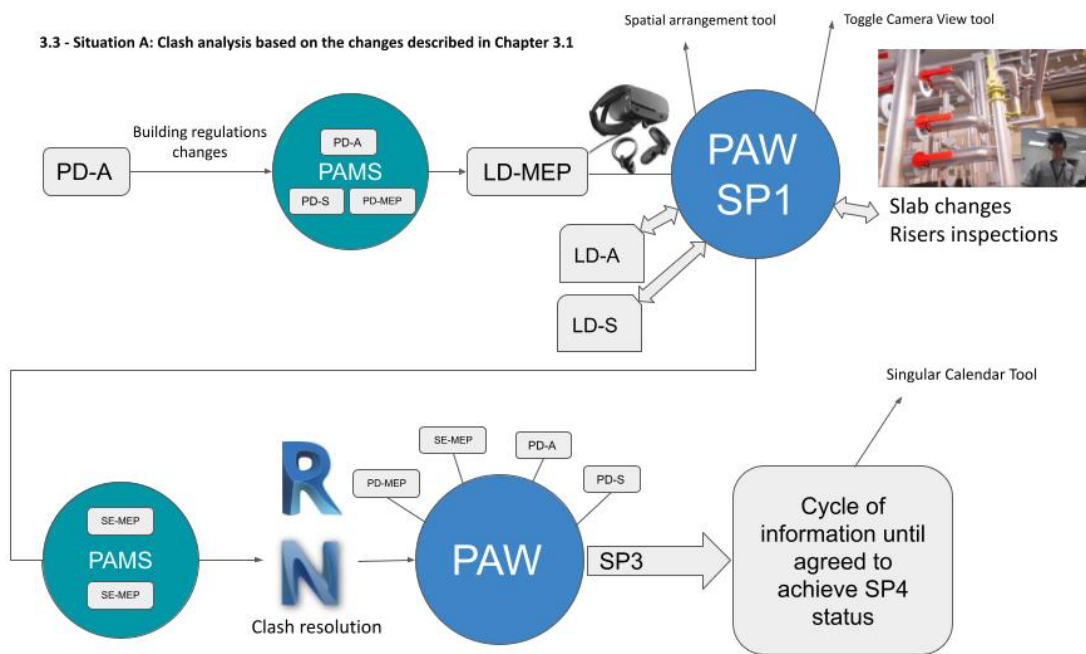 Spatial arrangement tool
Toggle Camera View tool
3.3 - Situation A: Clash analysis based on the changes described in Chapter 3.1
PD-A
Building regulations
changes
PD-A
PAMS
PD-S
PD-MEP
LD-MEP
PAW
SP1
Slab changes
Risers inspections
LD-A
LD-S
Singular Calendar Tool
SE-MEP
PAMS
SE-MEP
R
N
Clash resolution
PD-MEP
SE-MEP
PD-A
PD-S
PAW
SP3
Cycle of
information until
agreed to
achieve SP4
status